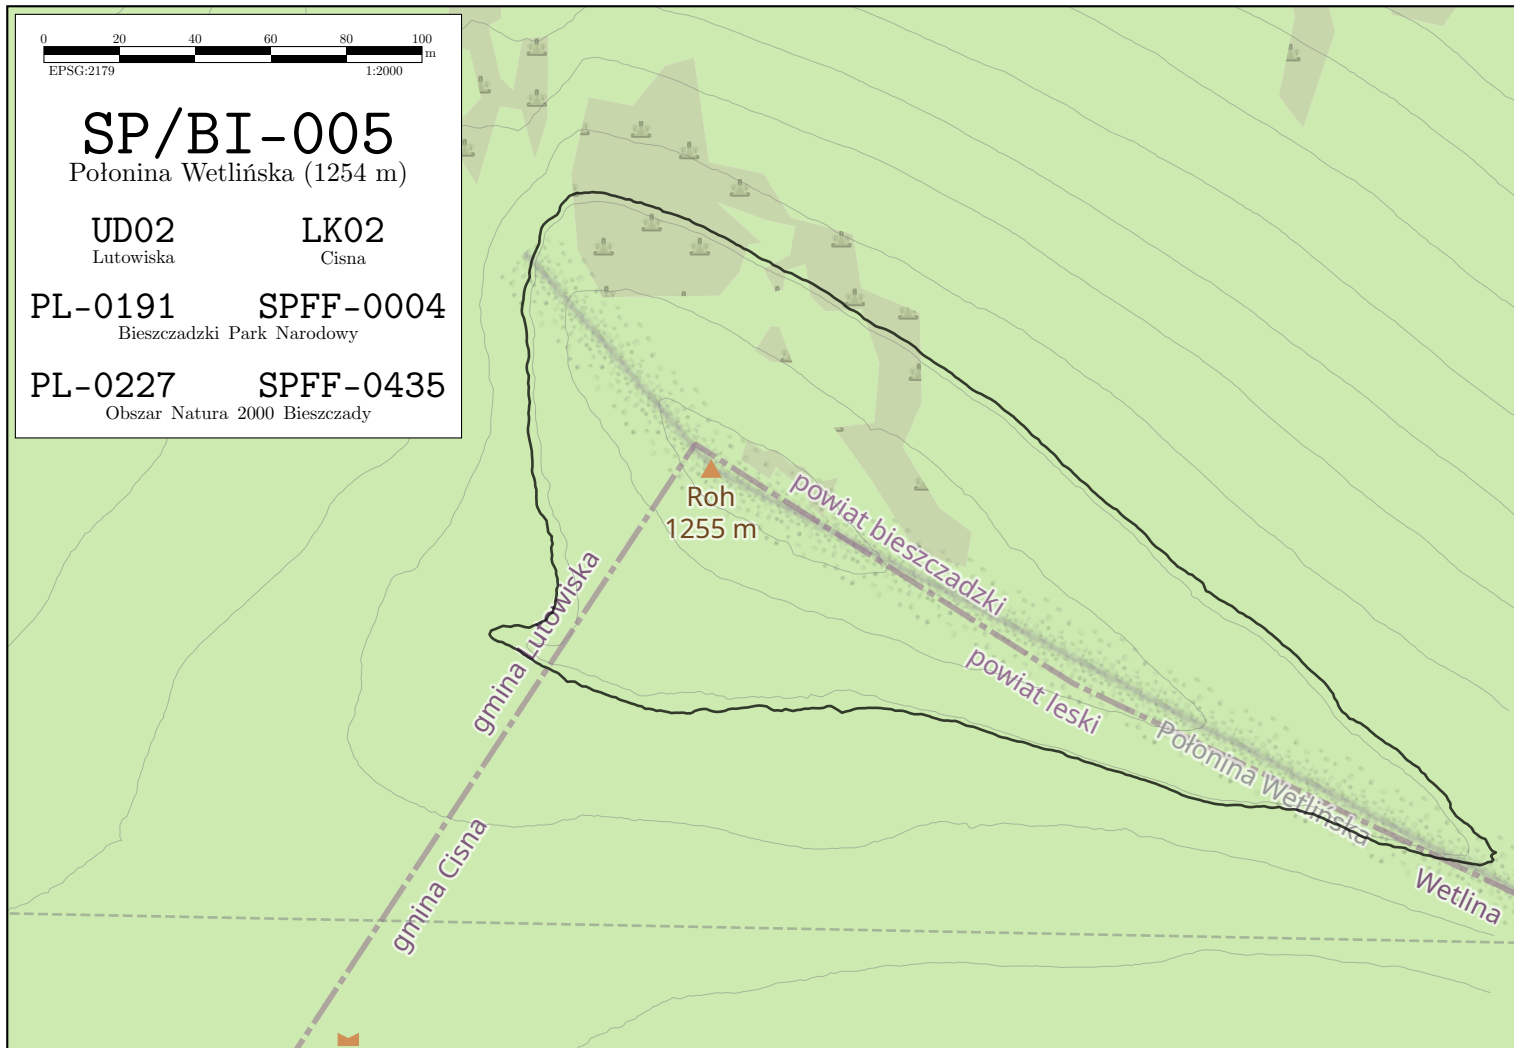 0 20 40 60 80 100
m
EPSG:2179 1:2000
SP/BI-005
Połonina Wetlińska (1254 m)
UD02 LK02
Lutowiska Cisna
PL-0191 SPFF-0004
Bieszczadzki Park Narodowy
PL-0227 SPFF-0435
Obszar Natura 2000 Bieszczady
Roh
1255 m
powiat bieszczadzki
powiat leski
gmina Lutowiska
gmina Cisna
Połonina Wetlińska
Wetlina